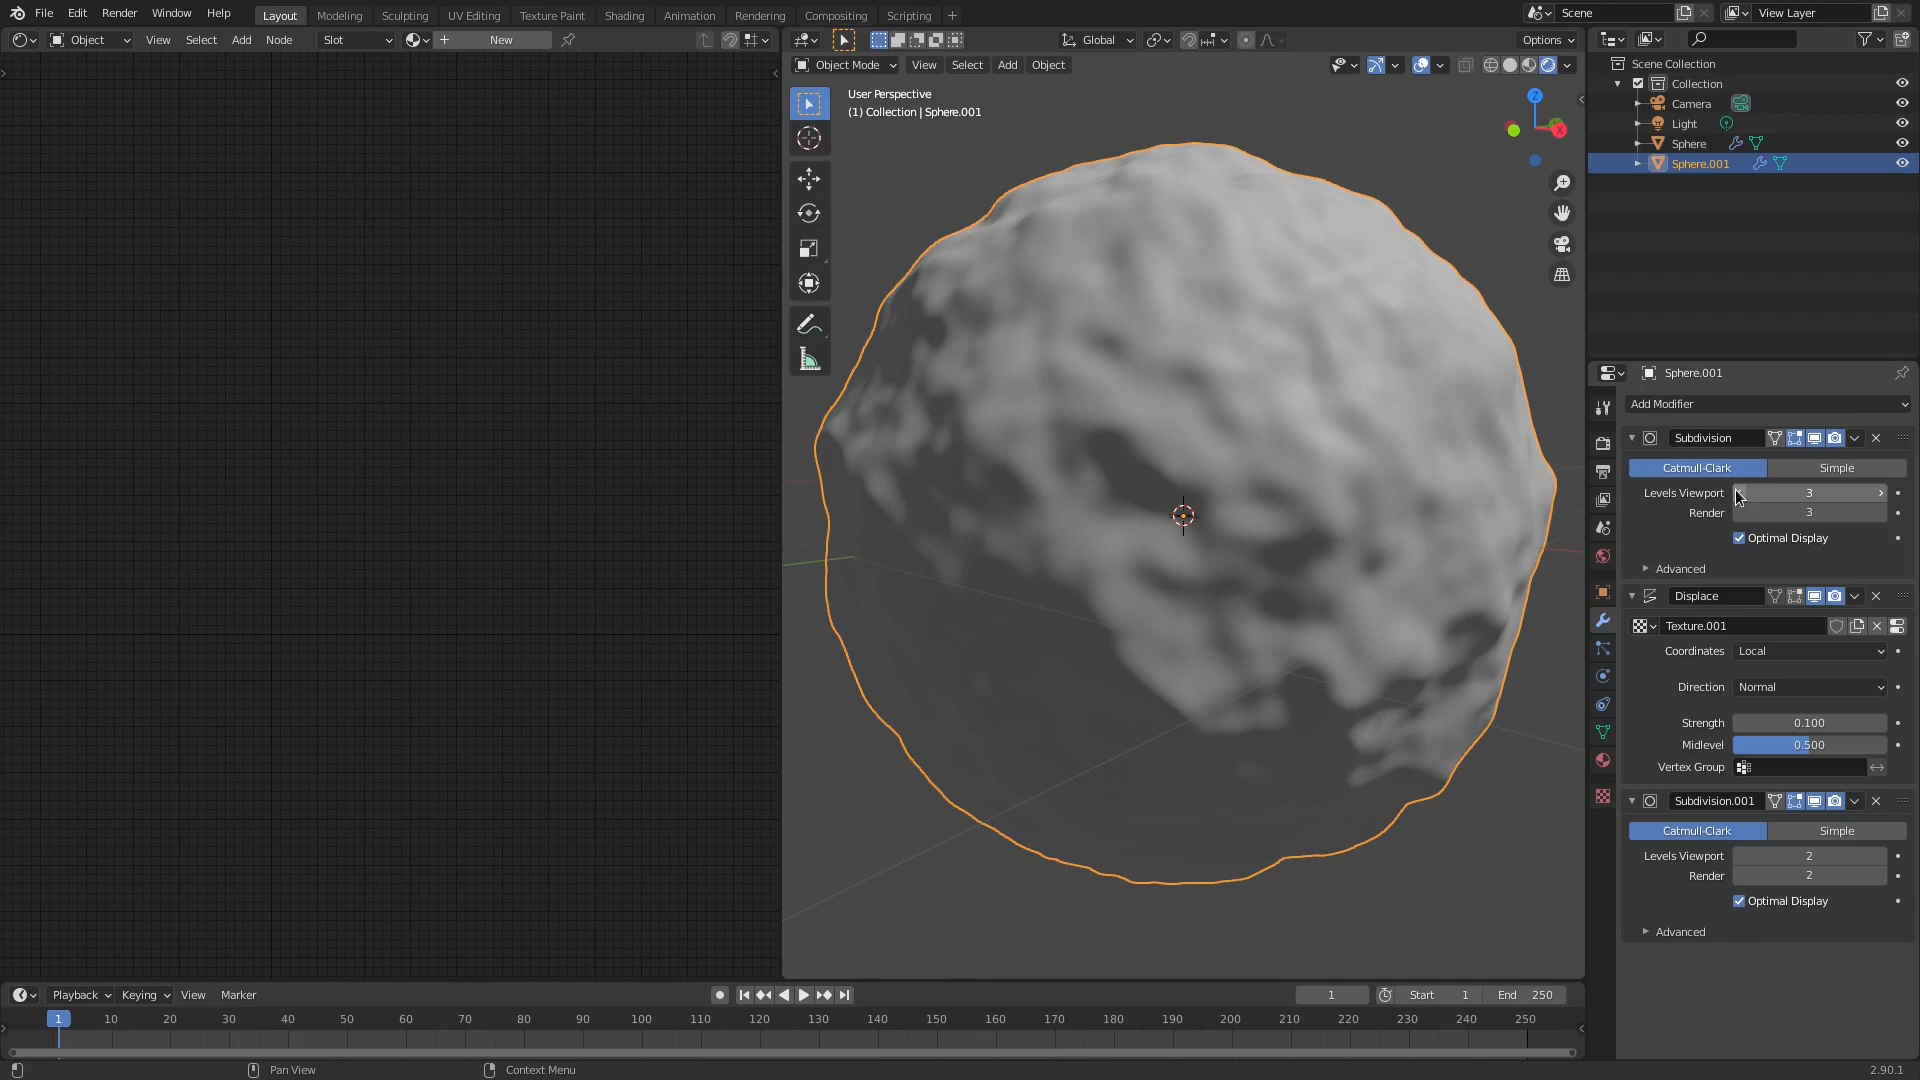 File Edit Render Window Help
Layout Modeling Sculpting UV Editing Texture Paint Shading Animation Rendering Compositing Scripting +
Scene
View Layer
Object View Select Add Node Slot New
Global Options
Object Mode View Select Add Object
User Perspective
(1) Collection | Sphere.001
Z
X
Scene Collection
Collection
Camera
Light
Sphere
Sphere.001
Sphere.001
Add Modifier
Subdivision
Catmull-Clark Simple
Levels Viewport 3
Render 3
Optimal Display
Advanced
Displace
Texture.001
Coordinates Local
Direction Normal
Strength 0.100
Midlevel 0.500
Vertex Group
Subdivision.001
Catmull-Clark Simple
Levels Viewport 2
Render 2
Optimal Display
Advanced
Playback Keying View Marker
1 Start 1 End 250
1 10 20 30 40 50 60 70 80 90 100 110 120 130 140 150 160 170 180 190 200 210 220 230 240 250
Pan View Context Menu 2.90.1